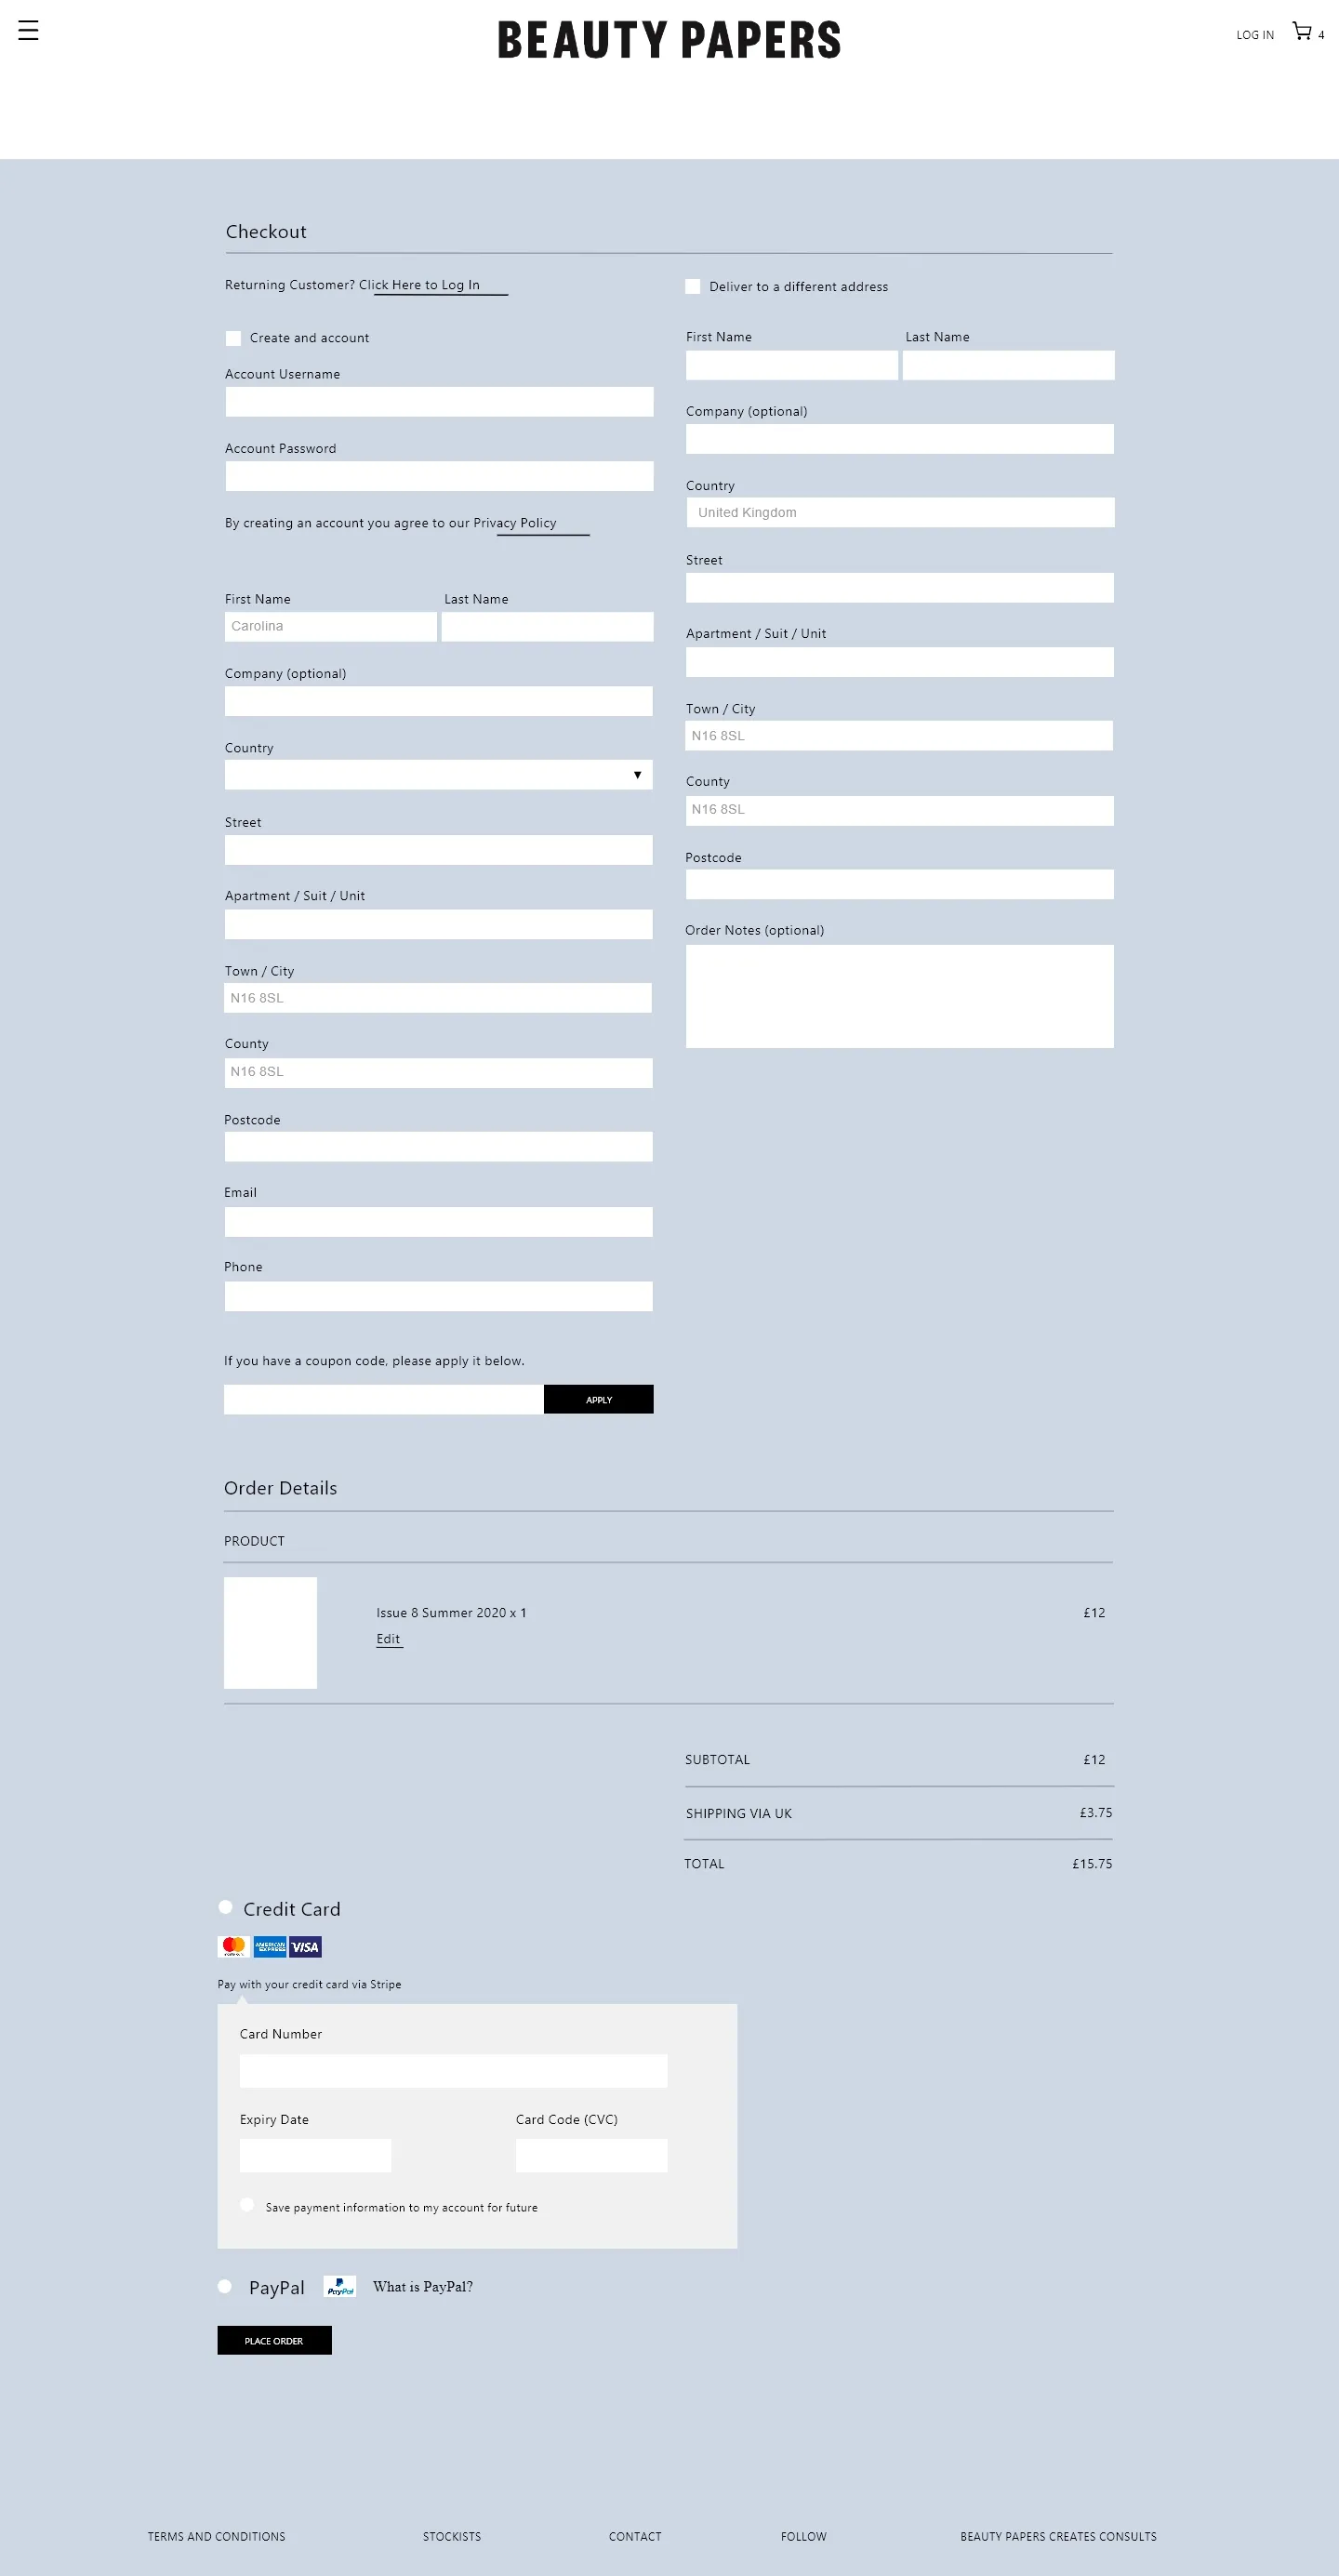 BEAUTY PAPERS
LOG IN
4
Checkout
Returning Customer? Click Here to Log In
Create and account
Account Username
Account Password
By creating an account you agree to our Privacy Policy
First Name Last Name
Carolina
Company (optional)
Country
▼
Street
Apartment / Suit / Unit
Town / City
N16 8SL
County
N16 8SL
Postcode
Email
Phone
If you have a coupon code, please apply it below.
APPLY
Deliver to a different address
First Name Last Name
Company (optional)
Country
United Kingdom
Street
Apartment / Suit / Unit
Town / City
N16 8SL
County
N16 8SL
Postcode
Order Notes (optional)
Order Details
PRODUCT
Issue 8 Summer 2020 x 1 £12
Edit
SUBTOTAL £12
SHIPPING VIA UK £3.75
TOTAL £15.75
Credit Card
AMERICAN EXPRESS
VISA
Pay with your credit card via Stripe
Card Number
Expiry Date Card Code (CVC)
Save payment information to my account for future
PayPal PayPal What is PayPal?
PLACE ORDER
TERMS AND CONDITIONS STOCKISTS CONTACT FOLLOW BEAUTY PAPERS CREATES CONSULTS